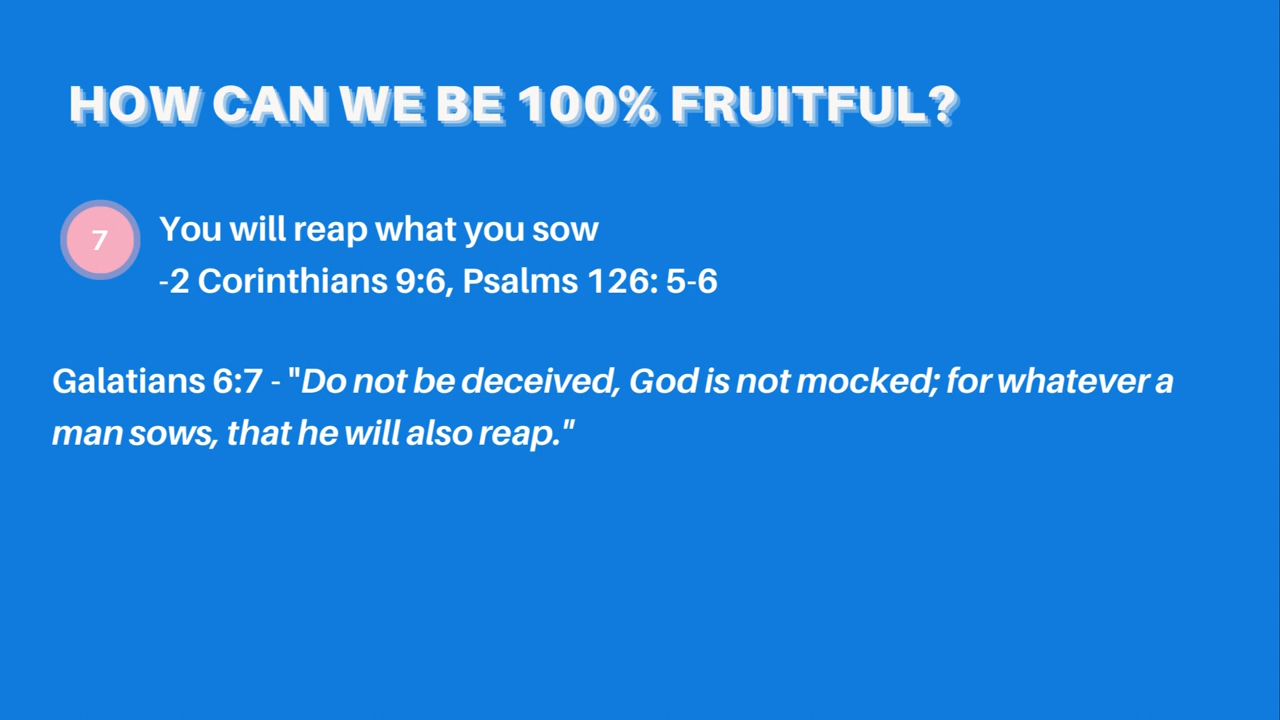 HOW CAN WE BE 100% FRUITFUL?
7
You will reap what you sow
-2 Corinthians 9:6, Psalms 126: 5-6
Galatians 6:7 - "Do not be deceived, God is not mocked; for whatever a
man sows, that he will also reap."